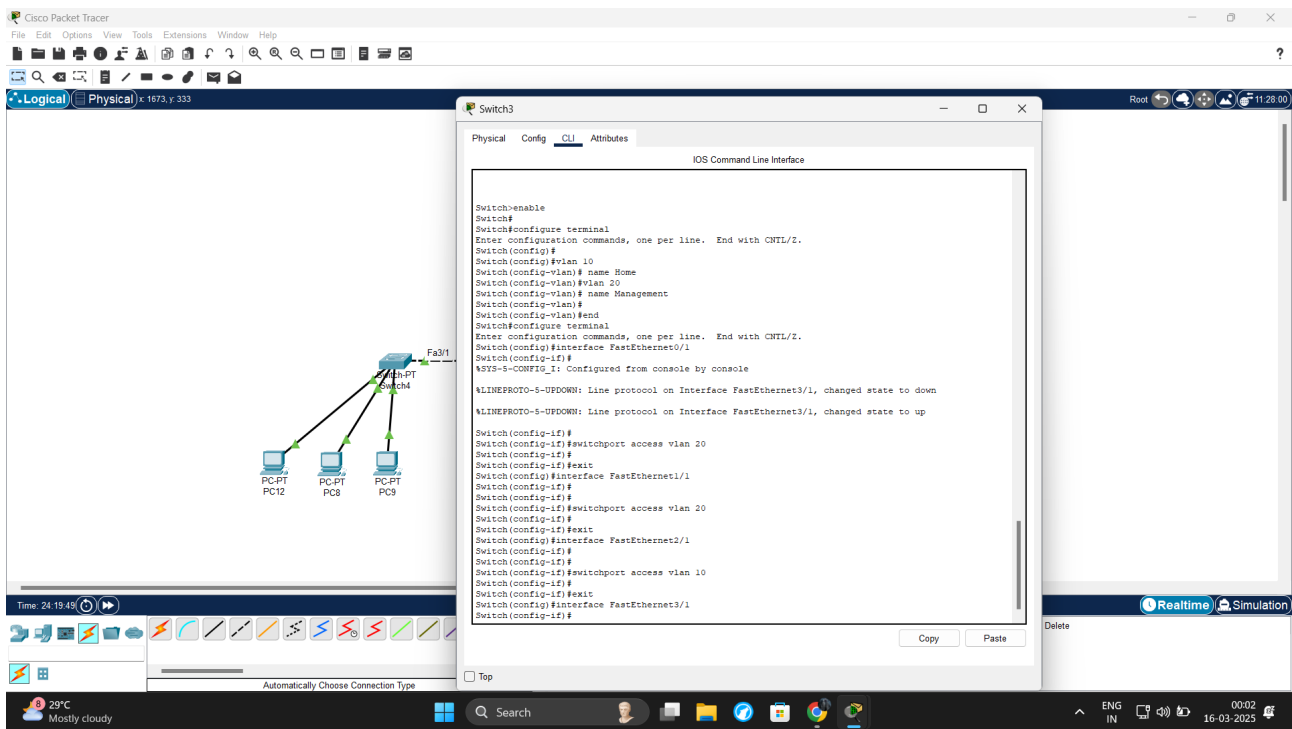 Cisco Packet Tracer
File Edit Options View Tools Extensions Window Help
?
Logical Physical x: 1673, y: 333
Root 11:28:00
Switch3
Physical Config CLI Attributes
IOS Command Line Interface
Switch>enable
Switch#
Switch#configure terminal
Enter configuration commands, one per line. End with CNTL/Z.
Switch(config)#
Switch(config)#vlan 10
Switch(config-vlan)# name Home
Switch(config-vlan)#vlan 20
Switch(config-vlan)# name Management
Switch(config-vlan)#
Switch(config-vlan)#end
Switch#configure terminal
Enter configuration commands, one per line. End with CNTL/Z.
Switch(config)#interface FastEthernet0/1
Switch(config-if)#
%SYS-5-CONFIG_I: Configured from console by console
%LINEPROTO-5-UPDOWN: Line protocol on Interface FastEthernet3/1, changed state to down
%LINEPROTO-5-UPDOWN: Line protocol on Interface FastEthernet3/1, changed state to up
Switch(config-if)#
Switch(config-if)#switchport access vlan 20
Switch(config-if)#
Switch(config-if)#exit
Switch(config)#interface FastEthernet1/1
Switch(config-if)#
Switch(config-if)#
Switch(config-if)#switchport access vlan 20
Switch(config-if)#
Switch(config-if)#exit
Switch(config)#interface FastEthernet2/1
Switch(config-if)#
Switch(config-if)#
Switch(config-if)#switchport access vlan 10
Switch(config-if)#
Switch(config-if)#exit
Switch(config)#interface FastEthernet3/1
Switch(config-if)#
Copy Paste
Top
Fa3/1
Switch-PT
Switch4
PC-PT
PC12
PC-PT
PC8
PC-PT
PC9
Time: 24:19:49
Realtime Simulation
Delete
Automatically Choose Connection Type
8
29°C
Mostly cloudy
Search
ENG
IN
00:02
16-03-2025